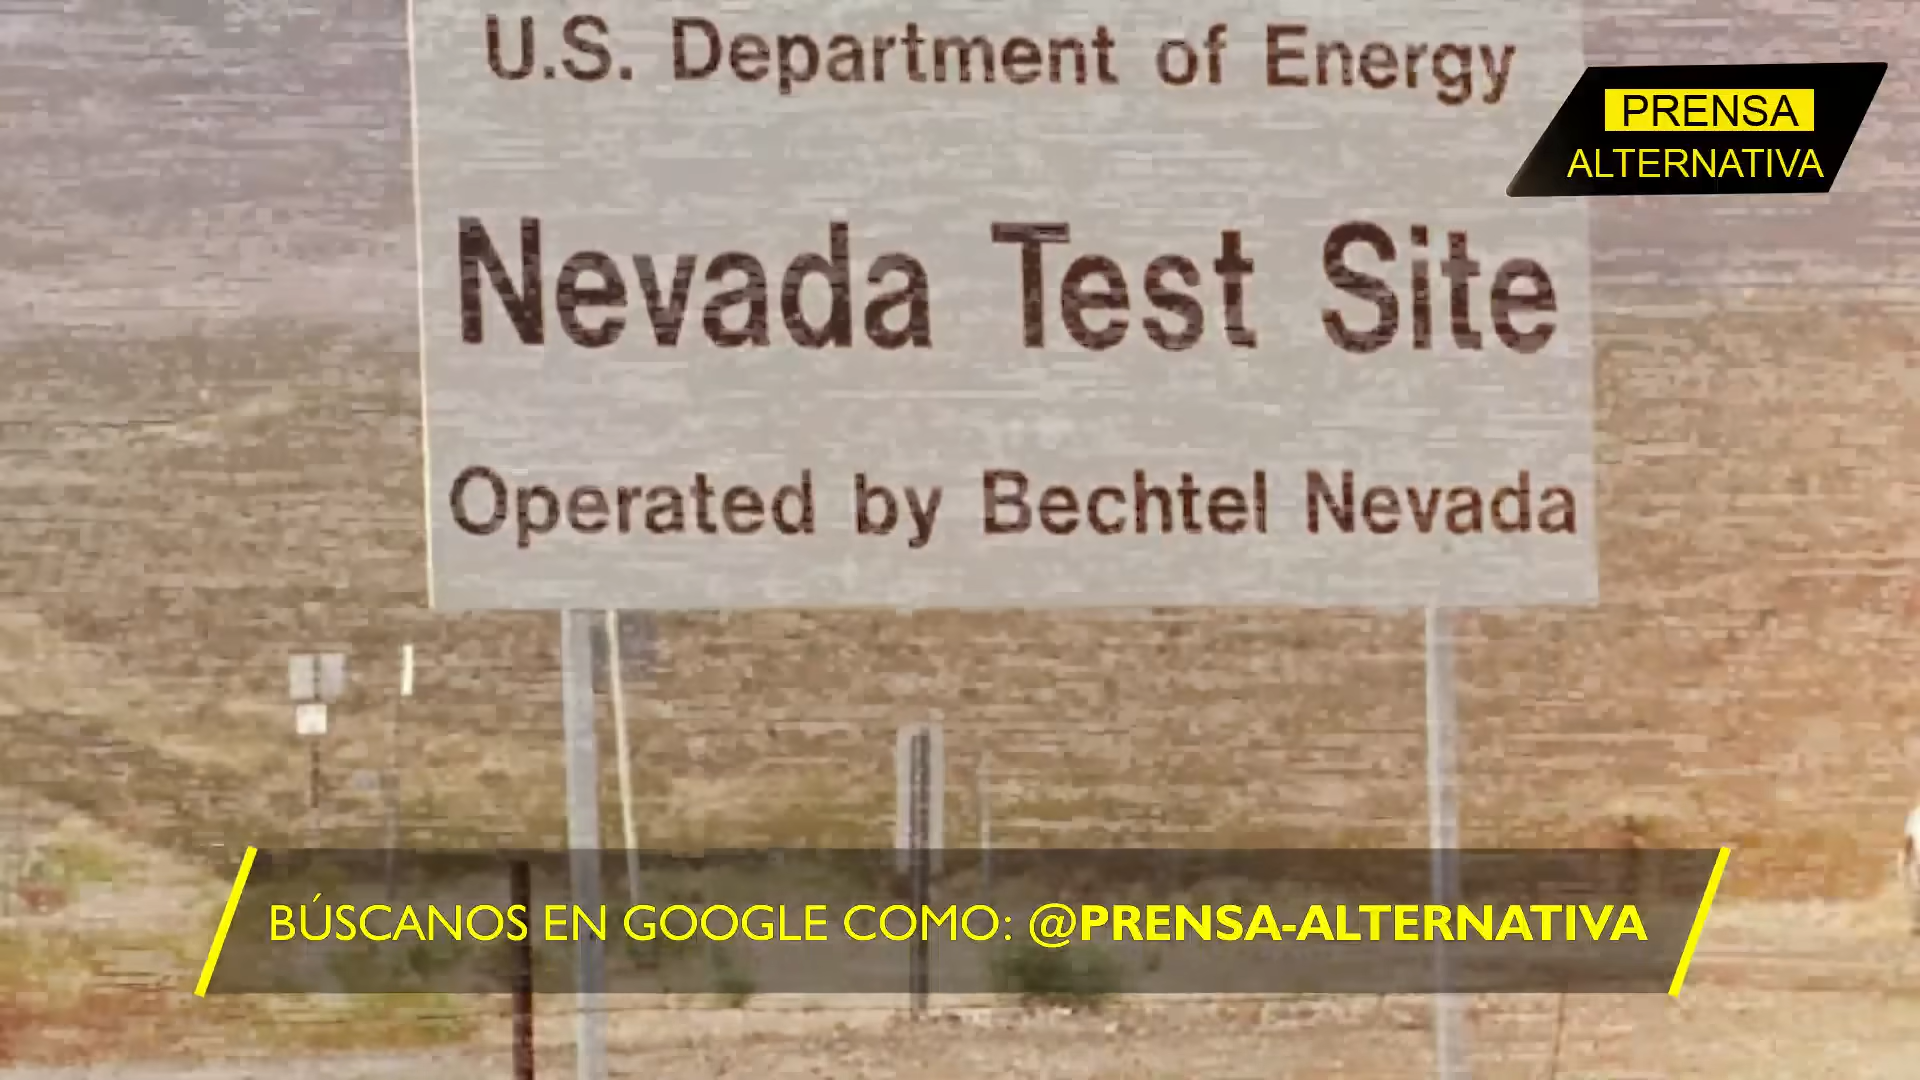 U.S. Department of Energy
PRENSA
ALTERNATIVA
Nevada Test Site
Operated by Bechtel Nevada
BÚSCANOS EN GOOGLE COMO: @PRENSA-ALTERNATIVA